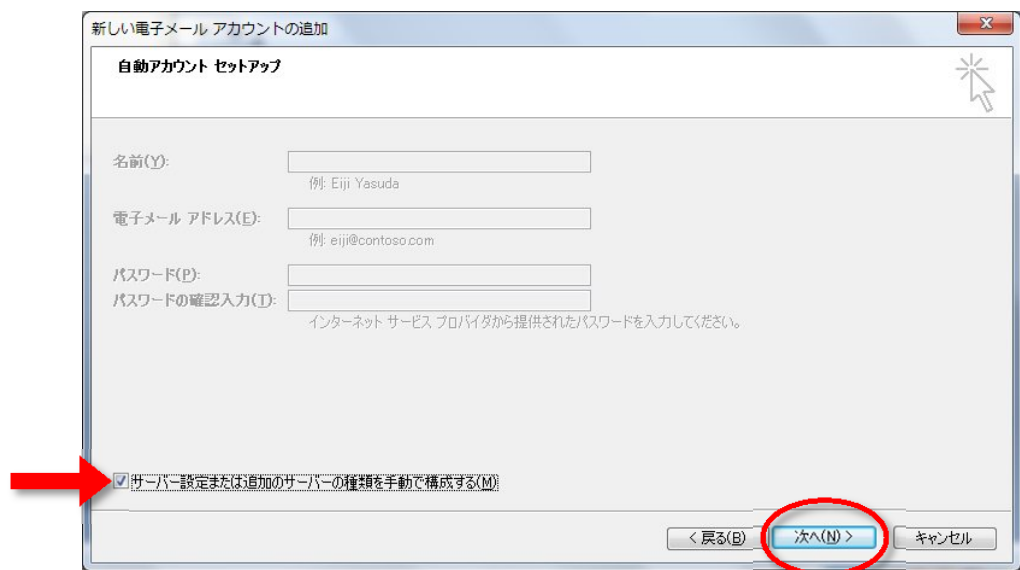 新しい電子メール アカウントの追加
自動アカウント セットアップ
名前(Y):
例: Eiji Yasuda
電子メール アドレス(E):
例: eiji@contoso.com
パスワード(P):
パスワードの確認入力(T):
インターネット サービス プロバイダから提供されたパスワードを入力してください。
サーバー設定または追加のサーバーの種類を手動で構成する(M)
< 戻る(B) 次へ(N) > キャンセル